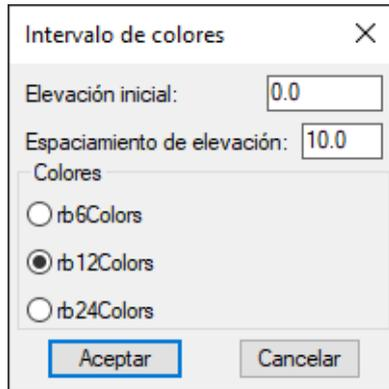 Intervalo de colores
Elevación inicial: 0.0
Espaciamiento de elevación: 10.0
Colores
rb6Colors
rb12Colors
rb24Colors
Aceptar Cancelar